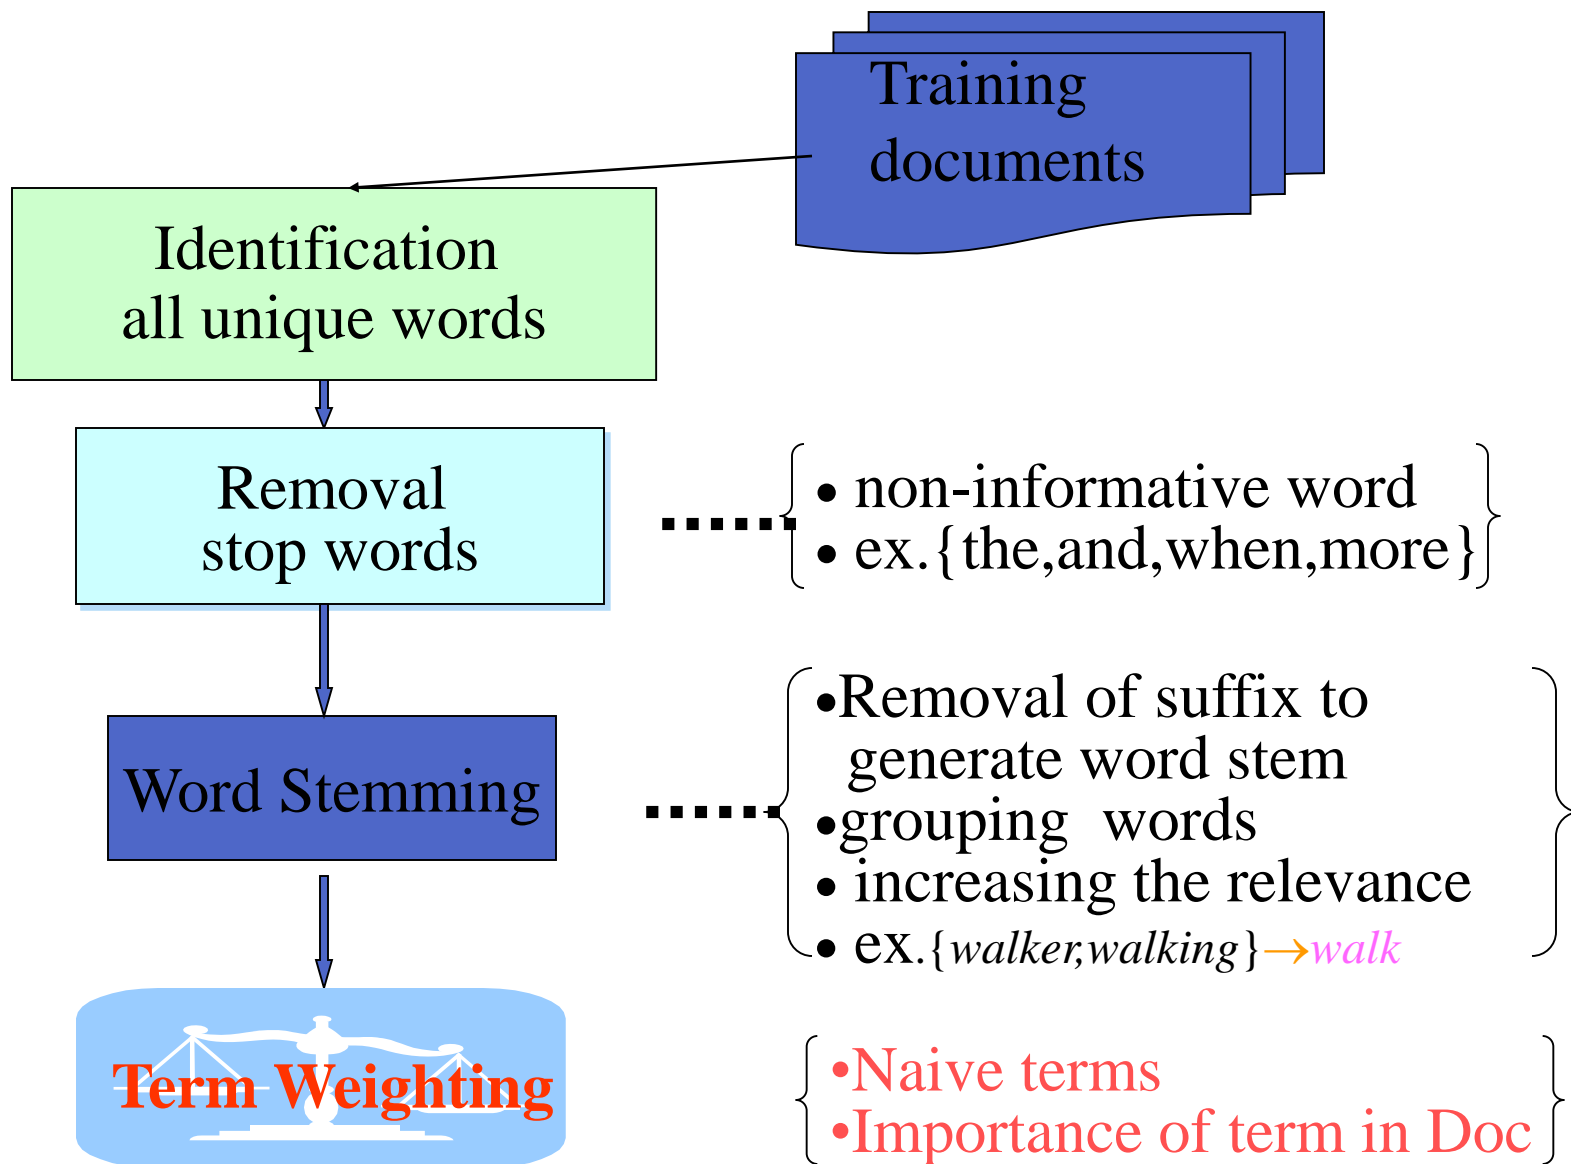 Training
documents
Identification
all unique words
Removal
stop words
• non-informative word
• ex.{the,and,when,more}
Word Stemming
•Removal of suffix to
generate word stem
•grouping words
• increasing the relevance
• ex.{walker,walking}→walk
Term Weighting
•Naive terms
•Importance of term in Doc